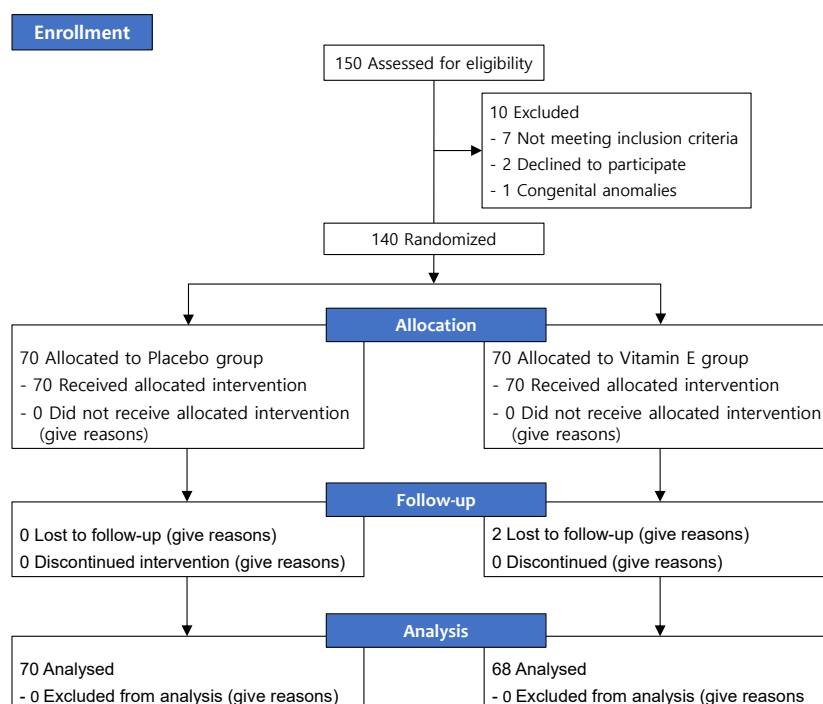 Enrollment
150 Assessed for eligibility
10 Excluded
- 7 Not meeting inclusion criteria
- 2 Declined to participate
- 1 Congenital anomalies
140 Randomized
Allocation
70 Allocated to Placebo group
- 70 Received allocated intervention
- 0 Did not receive allocated intervention
(give reasons)
70 Allocated to Vitamin E group
- 70 Received allocated intervention
- 0 Did not receive allocated intervention
(give reasons)
Follow-up
0 Lost to follow-up (give reasons)
0 Discontinued intervention (give reasons)
2 Lost to follow-up (give reasons)
0 Discontinued (give reasons)
Analysis
70 Analysed
- 0 Excluded from analysis (give reasons)
68 Analysed
- 0 Excluded from analysis (give reasons